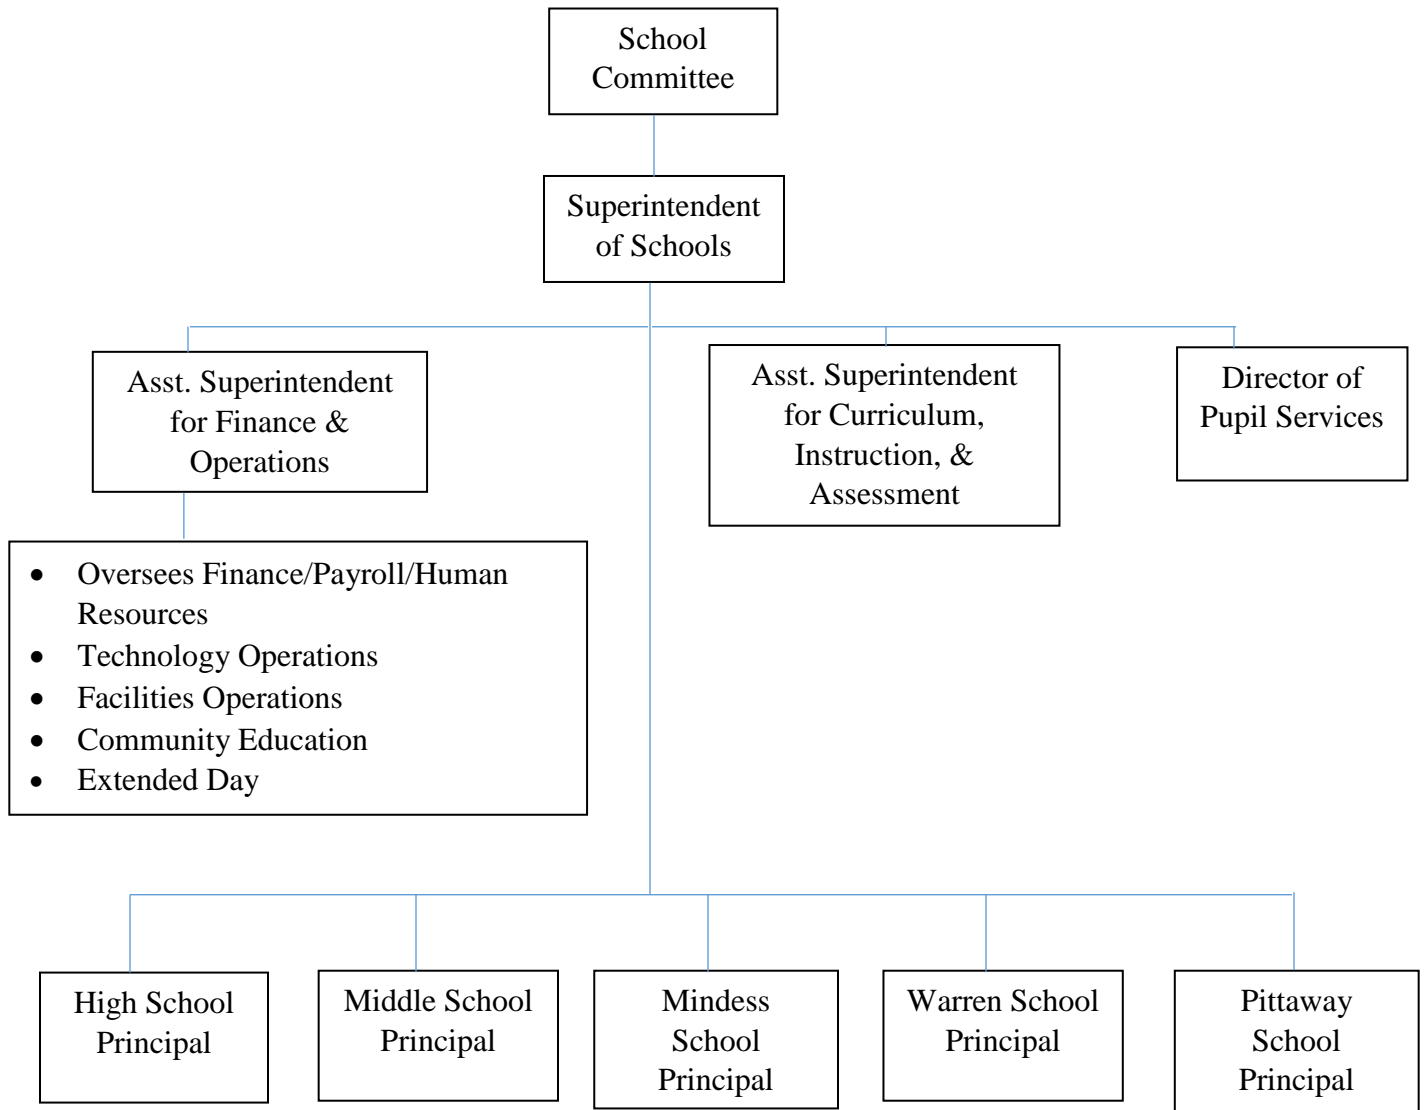 School
Committee
Superintendent
of Schools
Asst. Superintendent
for Finance &
Operations
Asst. Superintendent
for Curriculum,
Instruction, &
Assessment
Director of
Pupil Services
• Oversees Finance/Payroll/Human
Resources
• Technology Operations
• Facilities Operations
• Community Education
• Extended Day
High School
Principal
Middle School
Principal
Mindess
School
Principal
Warren School
Principal
Pittaway
School
Principal